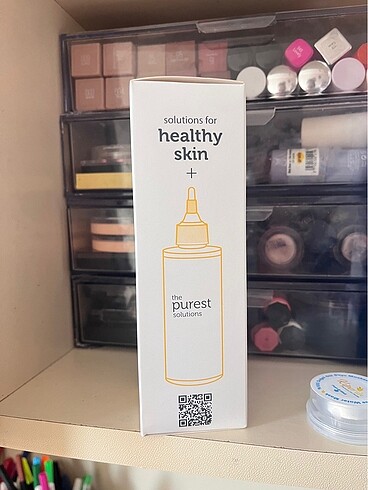 solutions for
healthy
skin
+
the
purest
solutions